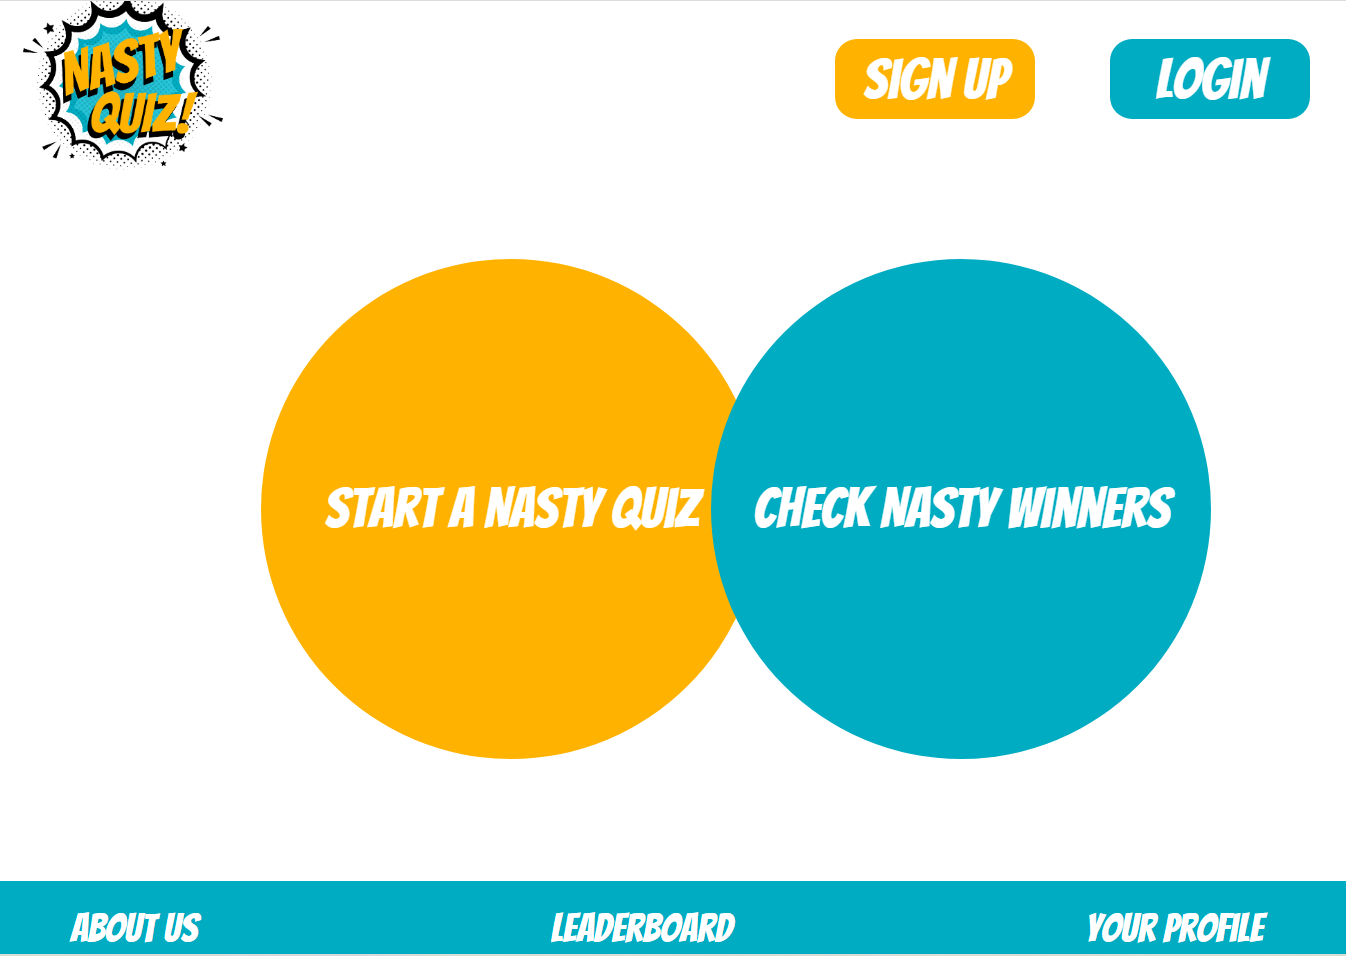 NASTY
QUIZ!
SIGN UP
LOGIN
START A NASTY QUIZ
CHECK NASTY WINNERS
ABOUT US
LEADERBOARD
YOUR PROFILE